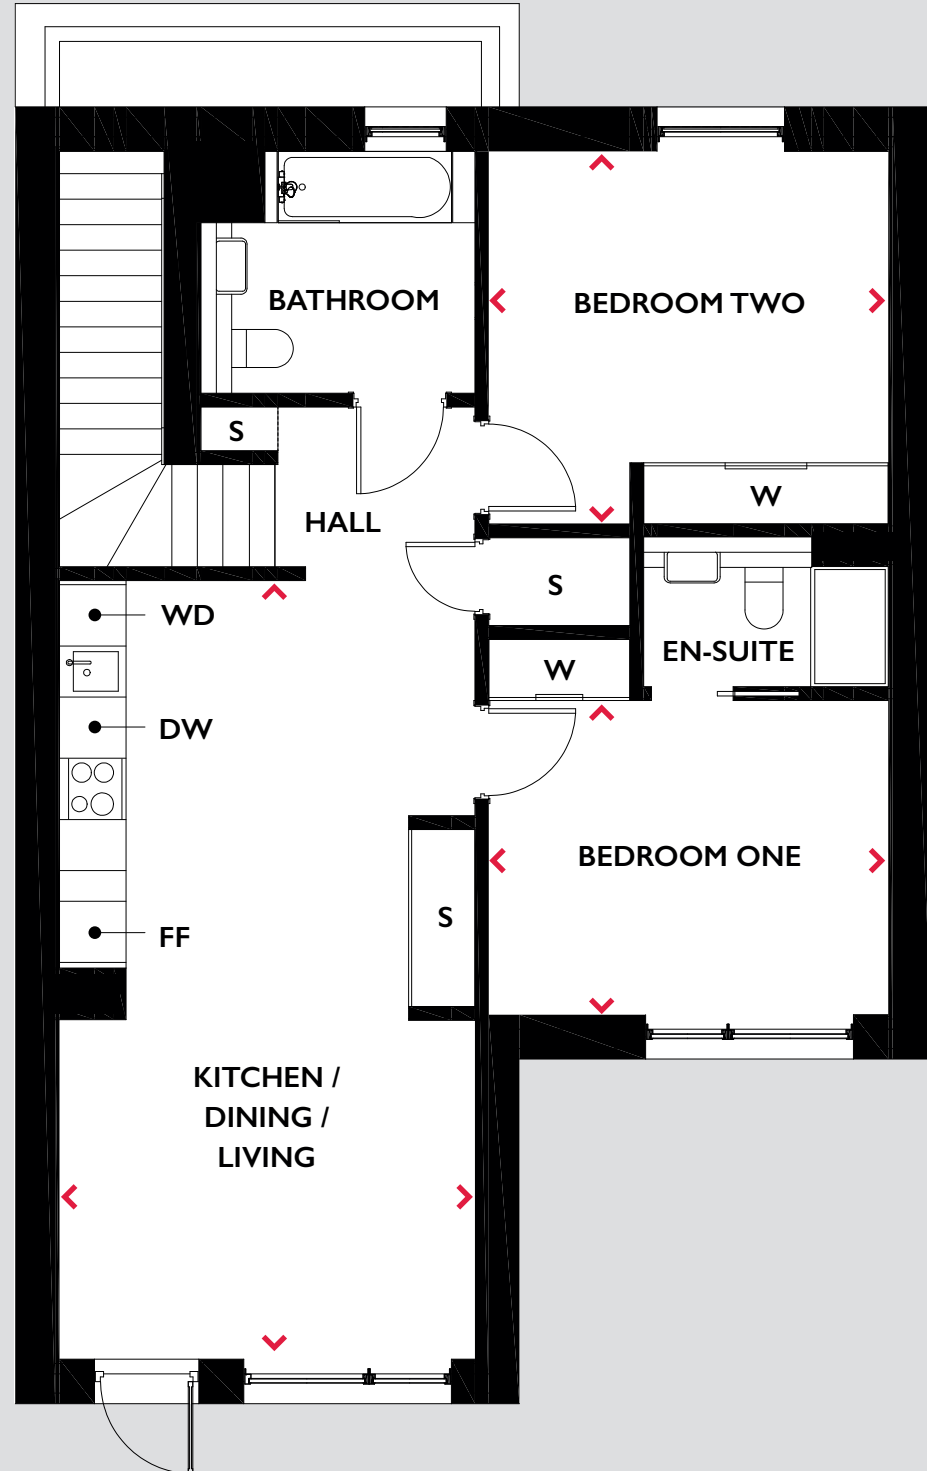 BATHROOM
BEDROOM TWO
S
W
HALL
S
WD
EN-SUITE
W
DW
BEDROOM ONE
S
FF
KITCHEN /
DINING /
LIVING